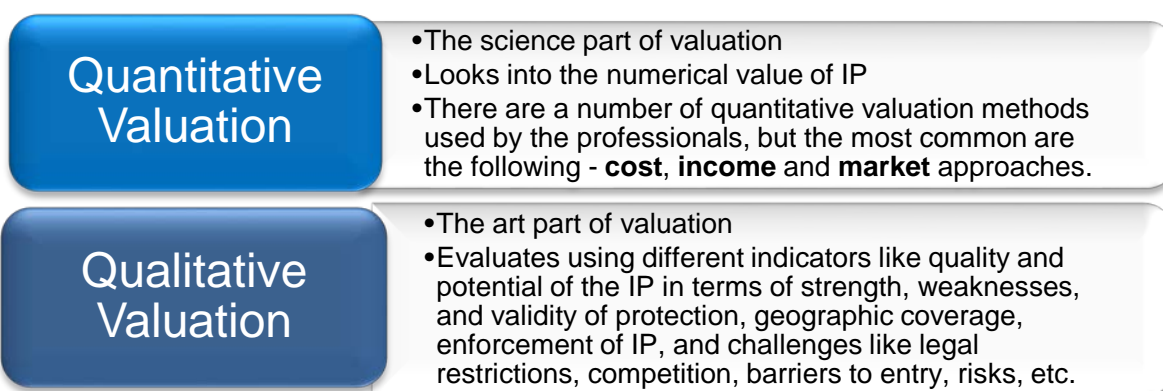 Quantitative
Valuation
•The science part of valuation
•Looks into the numerical value of IP
•There are a number of quantitative valuation methods
used by the professionals, but the most common are
the following - cost, income and market approaches.
Qualitative
Valuation
•The art part of valuation
•Evaluates using different indicators like quality and
potential of the IP in terms of strength, weaknesses,
and validity of protection, geographic coverage,
enforcement of IP, and challenges like legal
restrictions, competition, barriers to entry, risks, etc.